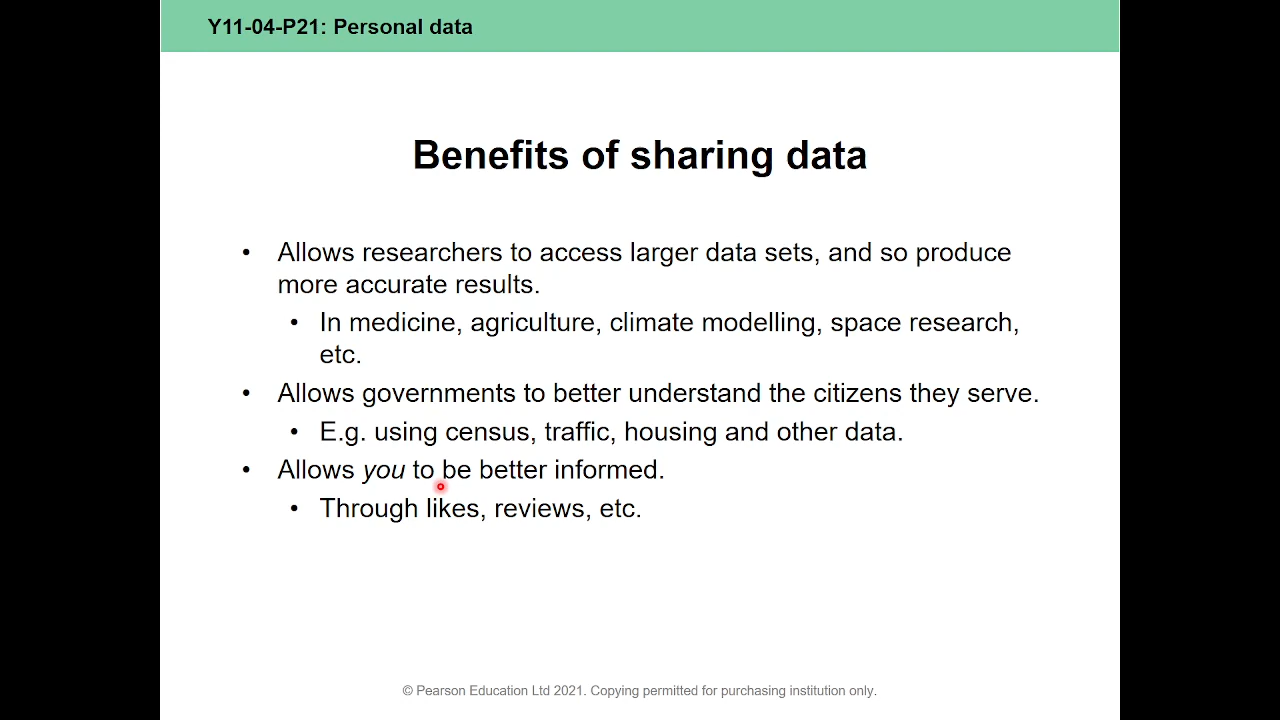 Y11-04-P21: Personal data
Benefits of sharing data
• Allows researchers to access larger data sets, and so produce
more accurate results.
• In medicine, agriculture, climate modelling, space research,
etc.
• Allows governments to better understand the citizens they serve.
• E.g. using census, traffic, housing and other data.
• Allows you to be better informed.
• Through likes, reviews, etc.
© Pearson Education Ltd 2021. Copying permitted for purchasing institution only.